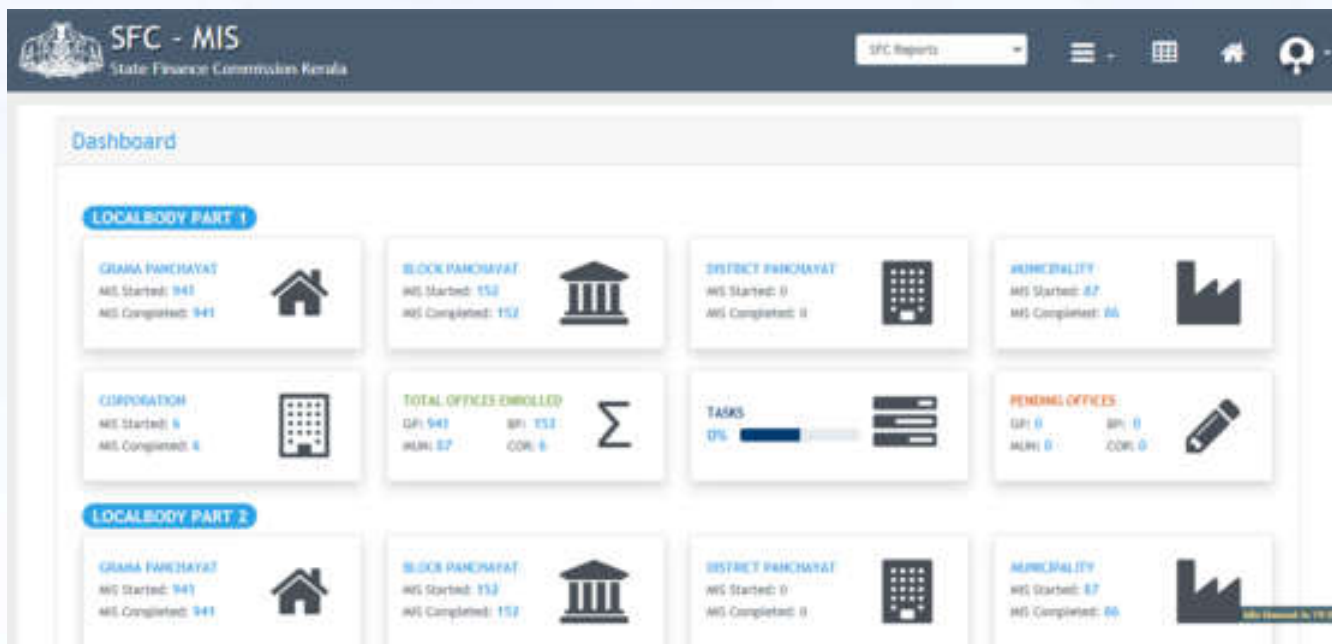 SFC - MIS
State Finance Commission Kerala
SFC Reports
Dashboard
LOCALBODY PART 1
GRAMA PANCHAYAT
MIS Started: 941
MIS Completed: 941
BLOCK PANCHAYAT
MIS Started: 152
MIS Completed: 152
DISTRICT PANCHAYAT
MIS Started: 0
MIS Completed: 0
MUNICIPALITY
MIS Started: 87
MIS Completed: 86
CORPORATION
MIS Started: 6
MIS Completed: 6
TOTAL OFFICES ENROLLED
GP: 941 BP: 152
MUN: 87 COR: 6
TASKS
0%
PENDING OFFICES
GP: 0 BP: 0
MUN: 0 COR: 0
LOCALBODY PART 2
GRAMA PANCHAYAT
MIS Started: 941
MIS Completed: 941
BLOCK PANCHAYAT
MIS Started: 152
MIS Completed: 152
DISTRICT PANCHAYAT
MIS Started: 0
MIS Completed: 0
MUNICIPALITY
MIS Started: 87
MIS Completed: 86